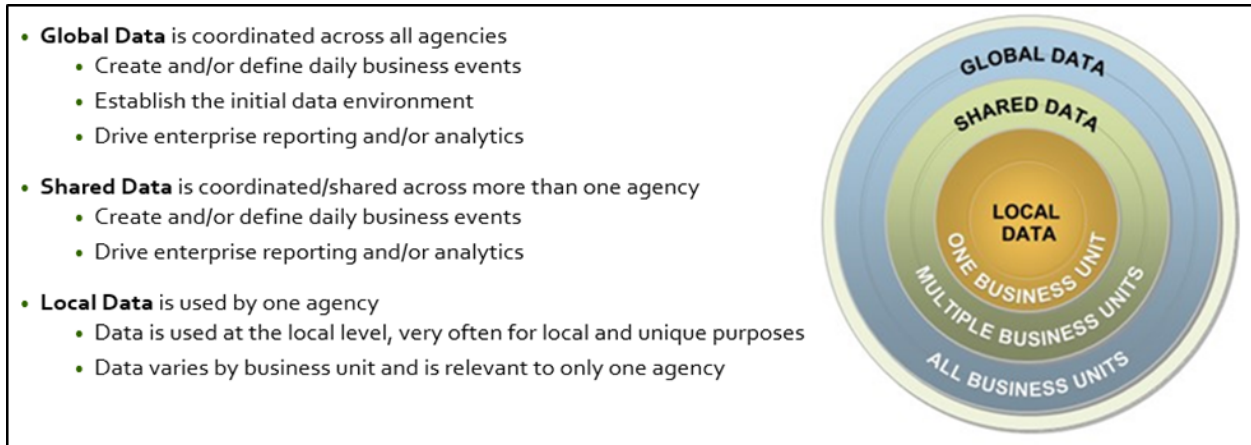 • Global Data is coordinated across all agencies
• Create and/or define daily business events
• Establish the initial data environment
• Drive enterprise reporting and/or analytics
• Shared Data is coordinated/shared across more than one agency
• Create and/or define daily business events
• Drive enterprise reporting and/or analytics
• Local Data is used by one agency
• Data is used at the local level, very often for local and unique purposes
• Data varies by business unit and is relevant to only one agency
GLOBAL DATA
SHARED DATA
LOCAL
DATA
ONE BUSINESS UNIT
MULTIPLE BUSINESS UNITS
ALL BUSINESS UNITS